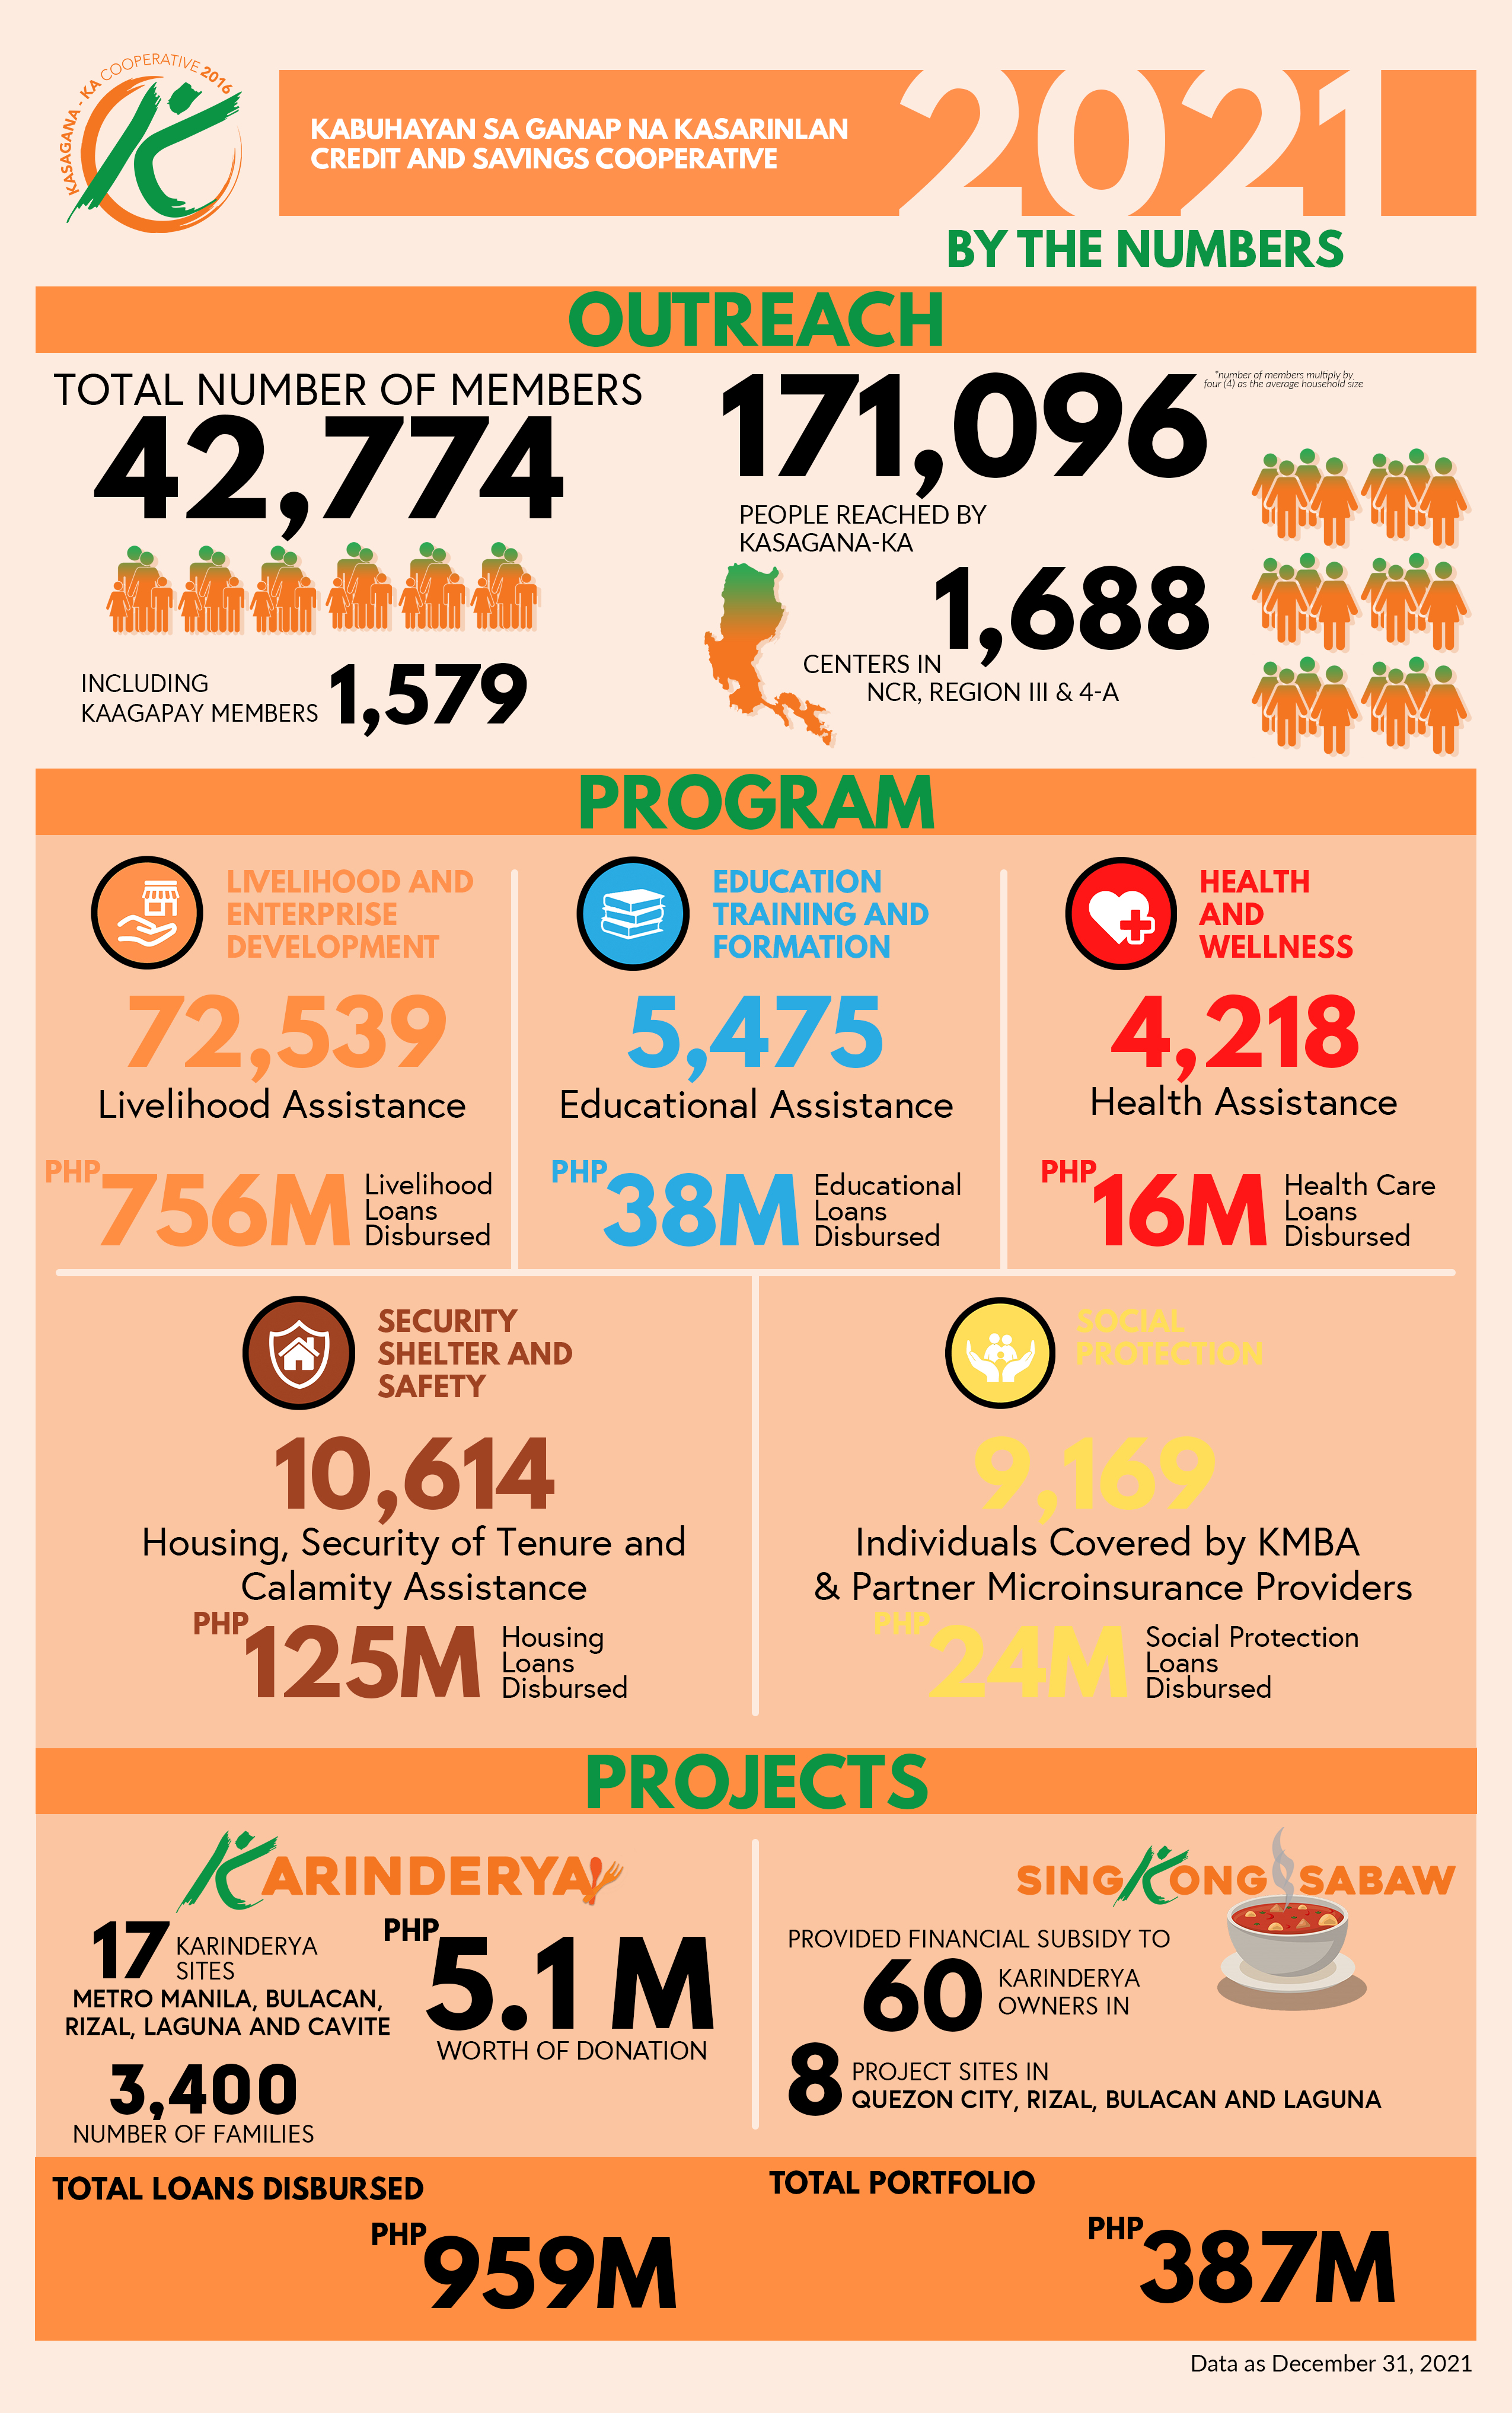 KASAGANA - KA COOPERATIVE 2016
KABUHAYAN SA GANAP NA KASARINLAN
CREDIT AND SAVINGS COOPERATIVE
2021
BY THE NUMBERS
OUTREACH
TOTAL NUMBER OF MEMBERS
42,774
INCLUDING
KAAGAPAY MEMBERS
1,579
171,096
*number of members multiply by
four (4) as the average household size
PEOPLE REACHED BY
KASAGANA-KA
1,688
CENTERS IN
NCR, REGION III & 4-A
PROGRAM
LIVELIHOOD AND
ENTERPRISE
DEVELOPMENT
72,539
Livelihood Assistance
PHP 756M
Livelihood
Loans
Disbursed
EDUCATION
TRAINING AND
FORMATION
5,475
Educational Assistance
PHP 38M
Educational
Loans
Disbursed
HEALTH
AND
WELLNESS
4,218
Health Assistance
PHP 16M
Health Care
Loans
Disbursed
SECURITY
SHELTER AND
SAFETY
10,614
Housing, Security of Tenure and
Calamity Assistance
PHP 125M
Housing
Loans
Disbursed
SOCIAL
PROTECTION
9,169
Individuals Covered by KMBA
& Partner Microinsurance Providers
PHP 24M
Social Protection
Loans
Disbursed
PROJECTS
KARINDERYA
17 KARINDERYA
SITES
METRO MANILA, BULACAN,
RIZAL, LAGUNA AND CAVITE
3,400
NUMBER OF FAMILIES
PHP 5.1 M
WORTH OF DONATION
SINGKONG SABAW
PROVIDED FINANCIAL SUBSIDY TO
60 KARINDERYA
OWNERS IN
8 PROJECT SITES IN
QUEZON CITY, RIZAL, BULACAN AND LAGUNA
TOTAL LOANS DISBURSED
PHP 959M
TOTAL PORTFOLIO
PHP 387M
Data as December 31, 2021